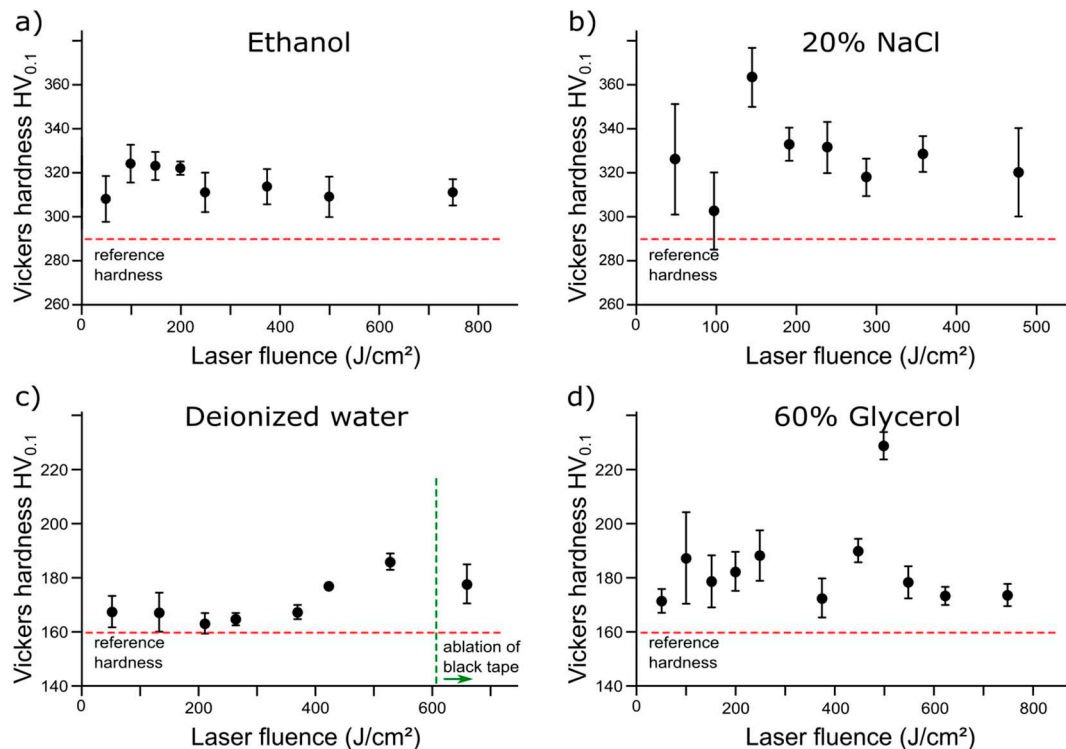 a)
Ethanol
Vickers hardness HV0.1
360
340
320
300
280
260
reference
hardness
0
200
400
600
800
Laser fluence (J/cm²)
b)
20% NaCl
Vickers hardness HV0.1
360
340
320
300
280
260
reference
hardness
0
100
200
300
400
500
Laser fluence (J/cm²)
c)
Deionized water
Vickers hardness HV0.1
220
200
180
160
140
reference
hardness
ablation of
black tape
0
200
400
600
Laser fluence (J/cm²)
d)
60% Glycerol
Vickers hardness HV0.1
220
200
180
160
140
reference
hardness
0
200
400
600
800
Laser fluence (J/cm²)